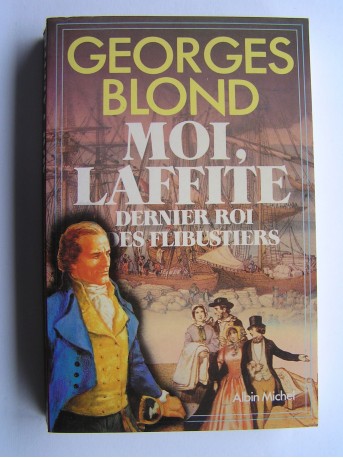 GEORGES
BLOND
MOI,
LAFFITE
DERNIER ROI
DES FLIBUSTIERS
Albin Michel